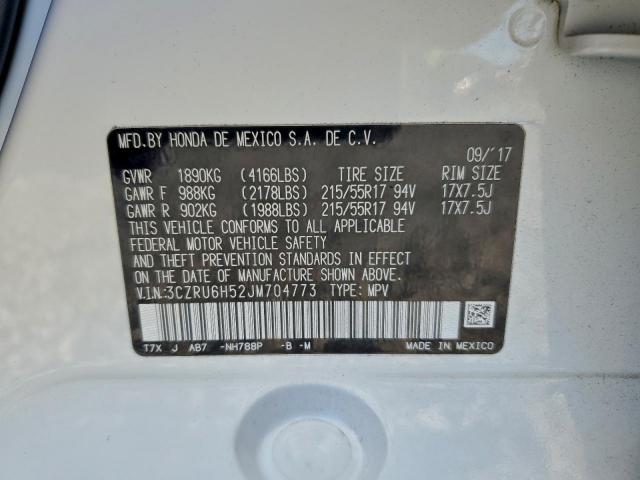 MFD.BY HONDA DE MEXICO S.A. DE C.V.
09/'17
GVWR 1890KG (4166LBS) TIRE SIZE RIM SIZE
GAWR F 988KG (2178LBS) 215/55R17 94V 17X7.5J
GAWR R 902KG (1988LBS) 215/55R17 94V 17X7.5J
THIS VEHICLE CONFORMS TO ALL APPLICABLE
FEDERAL MOTOR VEHICLE SAFETY
AND THEFT PREVENTION STANDARDS IN EFFECT
ON THE DATE OF MANUFACTURE SHOWN ABOVE.
V.I.N:3CZRU6H52JM704773 TYPE: MPV
T7X J AB7 -NH788P -B -M MADE IN MEXICO